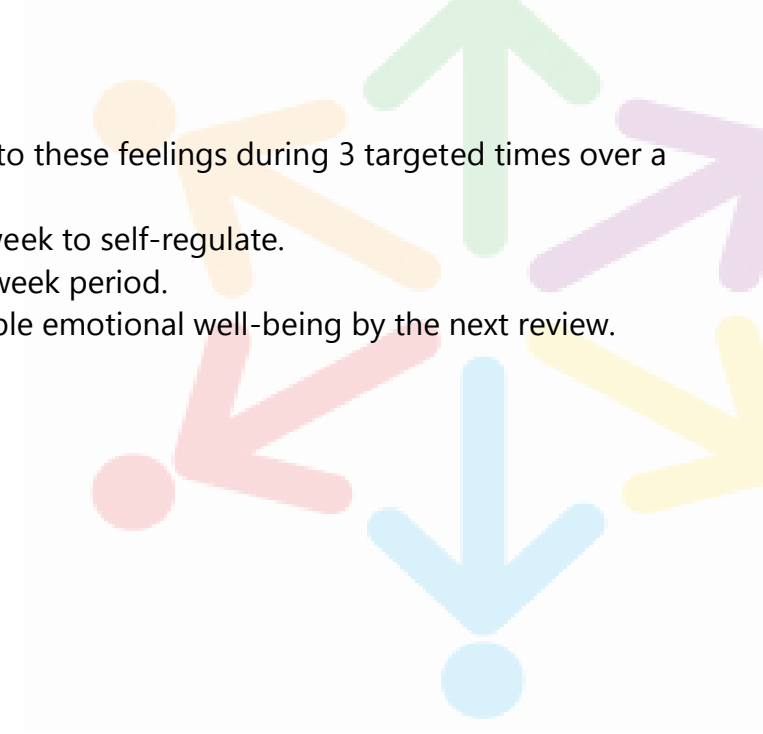 to these feelings during 3 targeted times over a
week to self-regulate.
week period.
ble emotional well-being by the next review.